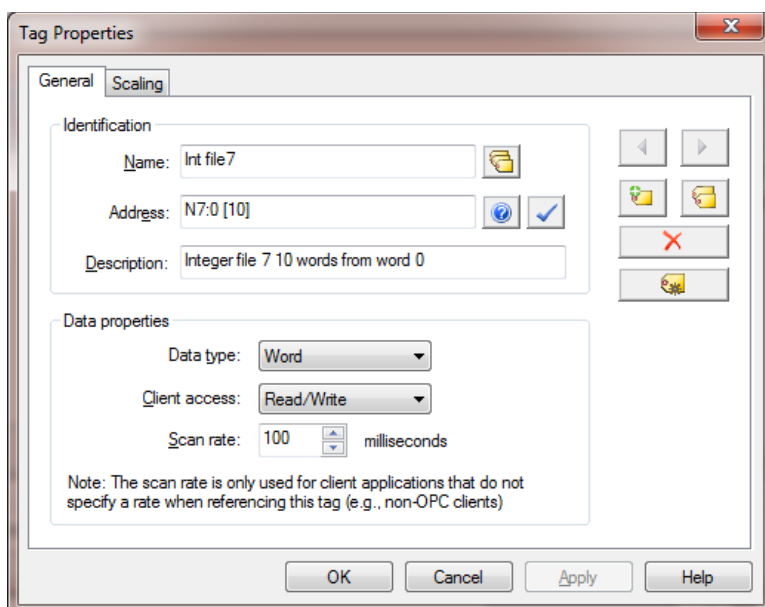 Tag Properties
General Scaling
Identification
Name: Int file7
Address: N7:0 [10]
Description: Integer file 7 10 words from word 0
Data properties
Data type: Word
Client access: Read/Write
Scan rate: 100 milliseconds
Note: The scan rate is only used for client applications that do not
specify a rate when referencing this tag (e.g., non-OPC clients)
OK Cancel Apply Help